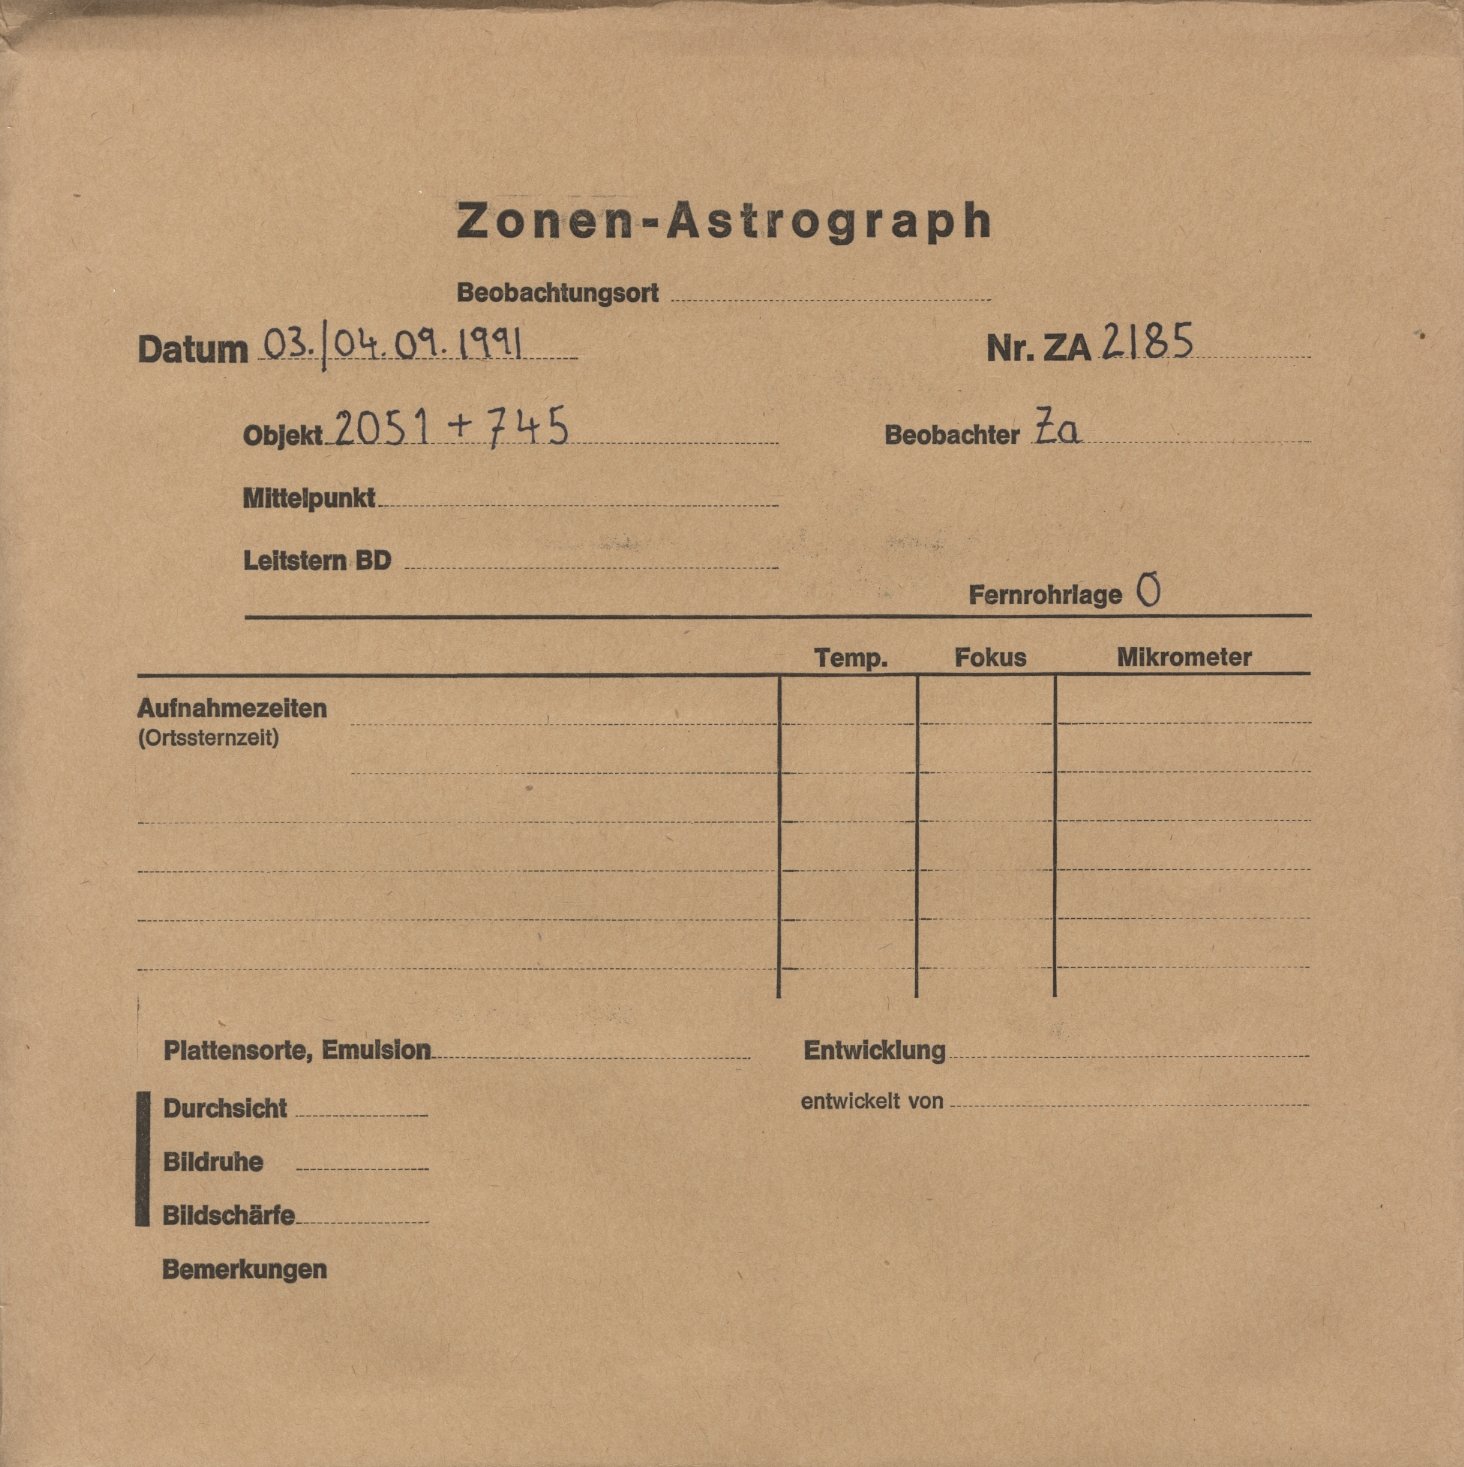 Zonen-Astrograph
Beobachtungsort
Datum 03./04.09.1991 Nr. ZA 2185
Objekt 2051 + 745 Beobachter Za
Mittelpunkt
Leitstern BD
Fernrohrlage O
Temp. Fokus Mikrometer
Aufnahmezeiten
(Ortssternzeit)
Plattensorte, Emulsion Entwicklung
Durchsicht entwickelt von
Bildruhe
Bildschärfe
Bemerkungen